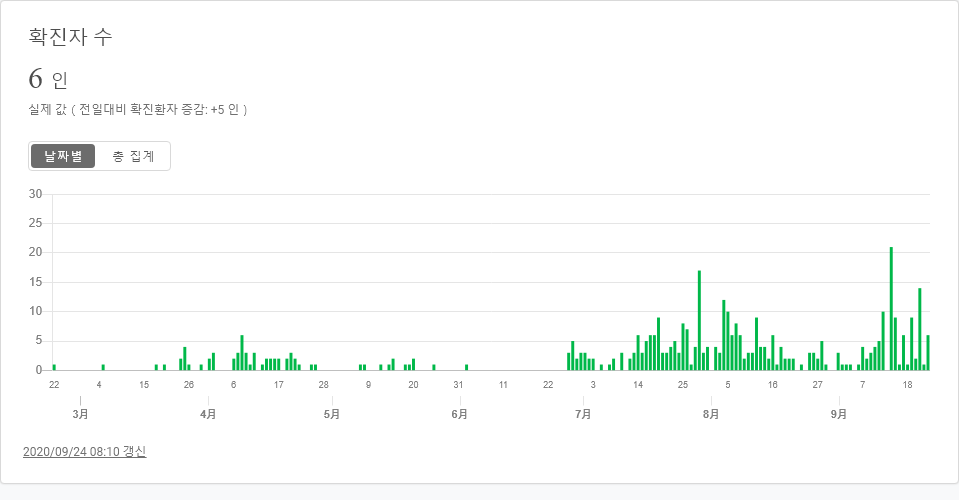 확진자 수
6 인
실제 값 ( 전일대비 확진환자 증감: +5 인 )
날짜별 총 집계
30
25
20
15
10
5
0
22 4 15 26 6 17 28 9 20 31 11 22 3 14 25 5 16 27 7 18
3月 4月 5月 6月 7月 8月 9月
2020/09/24 08:10 갱신